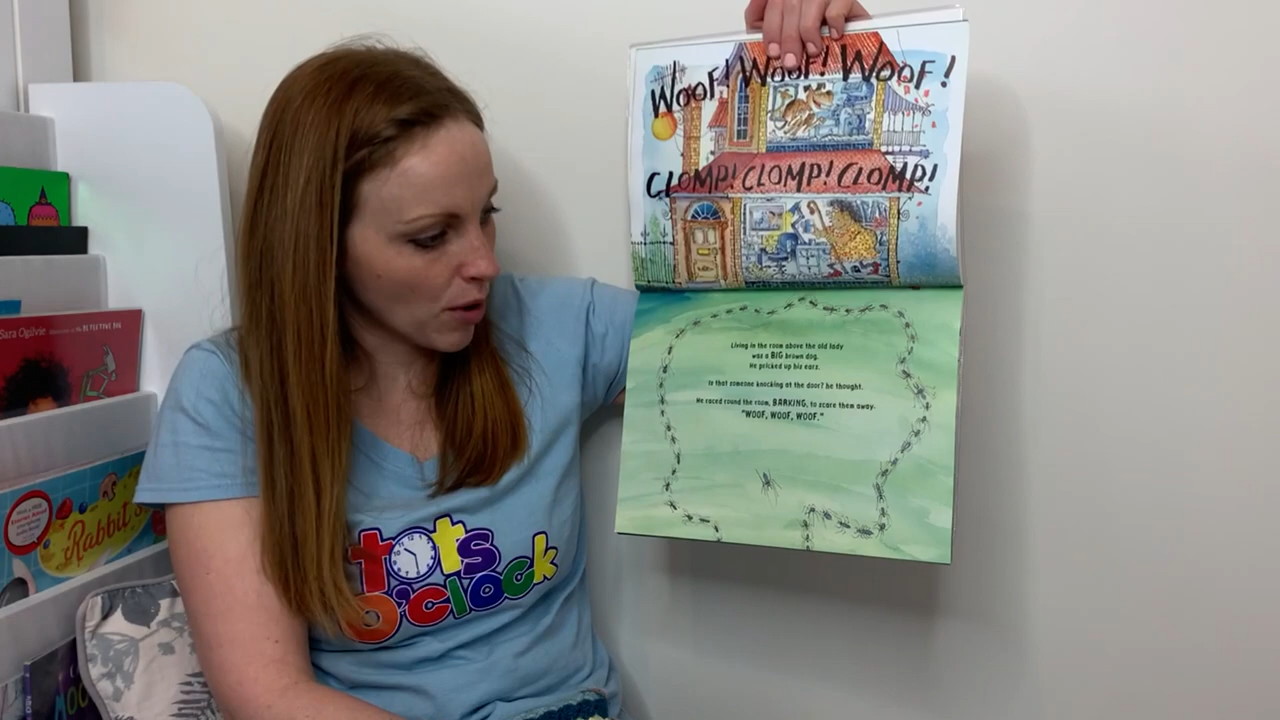 WOOF! WOOF! WOOF!
CLOMP! CLOMP! CLOMP!
Living in the room above the old lady
was a BIG brown dog.
He pricked up his ears.
Is that someone knocking at the door? he thought.
He raced round the room, BARKING, to scare them away.
"WOOF, WOOF, WOOF."
tots
o'clock
Sara Ogilvie
Rabbit's